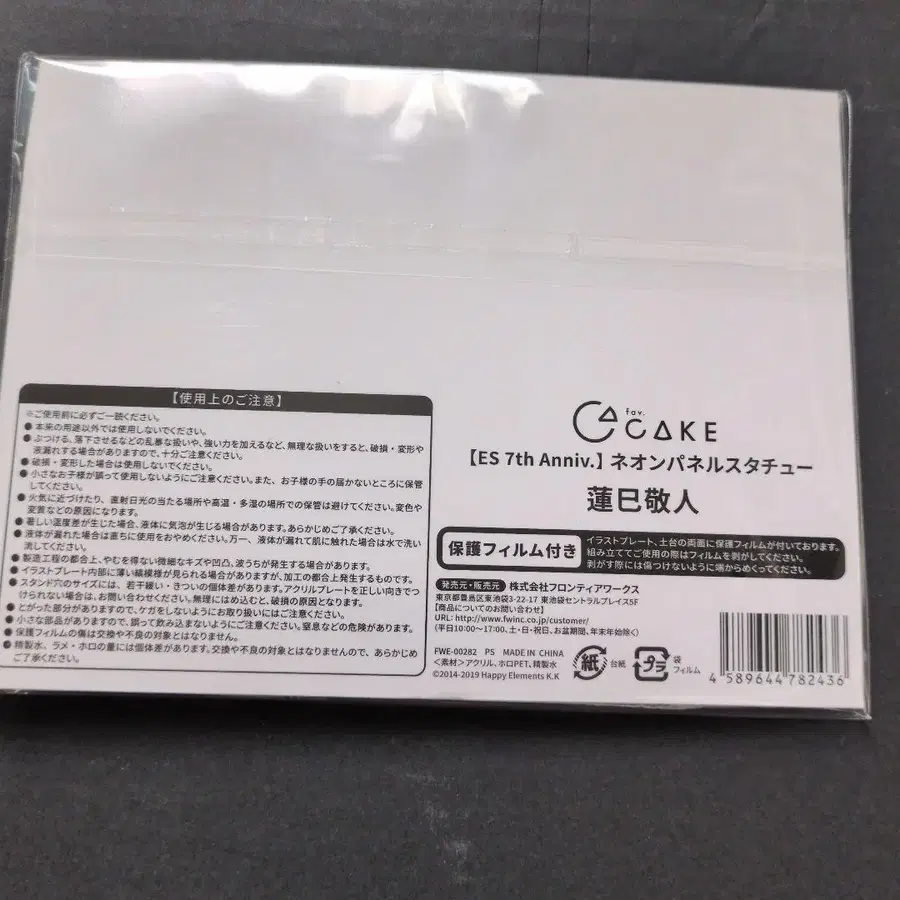 【使用上のご注意】
※ご使用前に必ずご一読ください。
● 本来の用途以外では使用しないでください。
● ぶつける、落下させるなどの乱暴な扱いや、強い力を加えるなど、無理な扱いをすると、破損・変形や
液漏れする場合がありますので、十分ご注意ください。
● 破損・変形した場合は使用しないでください。
● 小さなお子様が誤って使用しないようにご注意ください。また、お子様の手の届かないところに保管
してください。
● 火気に近づけたり、直射日光の当たる場所や高温・多湿の場所での保管は避けてください。変色や
変質などの原因になります。
● 著しい温度差が生じた場合、液体に気泡が生じる場合があります。あらかじめご了承ください。
● 液体が漏れた場合は直ちに使用をおやめください。万一、液体が漏れて肌に触れた場合は水で洗い
流してください。
● 製造工程の都合上、やむを得ない微細なキズや凹凸、波うちが発生する場合があります。
● イラストプレート内部に薄い縞模様が見られる場合がありますが、加工の都合上発生するものです。
● スタンド穴のサイズには、若干緩い・きついの個体差があります。アクリルプレートを正しい向きでつ
けられない場合は、お問い合わせください。無理にはめ込むと、破損の原因となります。
● とがった部分がありますので、ケガをしないようにお取り扱いにはご注意ください。
● 小さな部品がありますので、誤って飲み込まないようにご注意ください。窒息などの危険があります。
● 保護フィルムの傷は交換や不良の対象とはなりません。
● 精製水、ラメ・ホロの量には個体差があります。交換や不良の対象とはなりませんので、あらかじめ
ご了承ください。
fav.
CAKE
【ES 7th Anniv.】ネオンパネルスタチュー
蓮巳敬人
保護フィルム付き
イラストプレート、土台の両面に保護フィルムが付いております。
組み立ててご使用の際はフィルムを剥がしてください。
剥がす際には傷つけないように端からめくってください。
発売元・販売元 株式会社フロンティアワークス
東京都豊島区東池袋3-22-17 東池袋セントラルプレイス5F
【商品についてのお問い合わせ】
URL: http://www.fwinc.co.jp/customer/
(平日10:00〜17:00、土・日・祝日、お盆期間、年末年始除く)
FWE-00282 PS MADE IN CHINA
＜素材＞アクリル、ホロPET、精製水
©2014-2019 Happy Elements K.K
紙 台紙
プラ 袋 フィルム
4 589644 782436